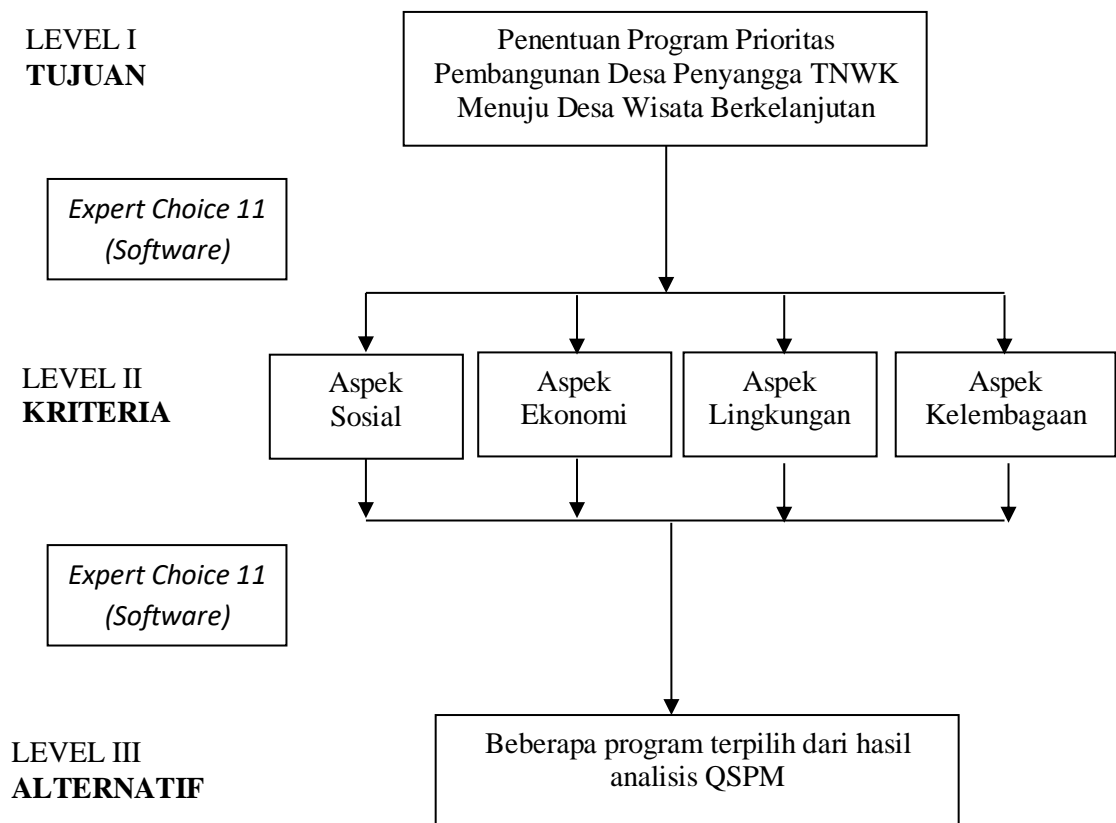 LEVEL I
TUJUAN
Penentuan Program Prioritas
Pembangunan Desa Penyangga TNWK
Menuju Desa Wisata Berkelanjutan
Expert Choice 11
(Software)
LEVEL II
KRITERIA
Aspek
Sosial
Aspek
Ekonomi
Aspek
Lingkungan
Aspek
Kelembagaan
Expert Choice 11
(Software)
LEVEL III
ALTERNATIF
Beberapa program terpilih dari hasil
analisis QSPM